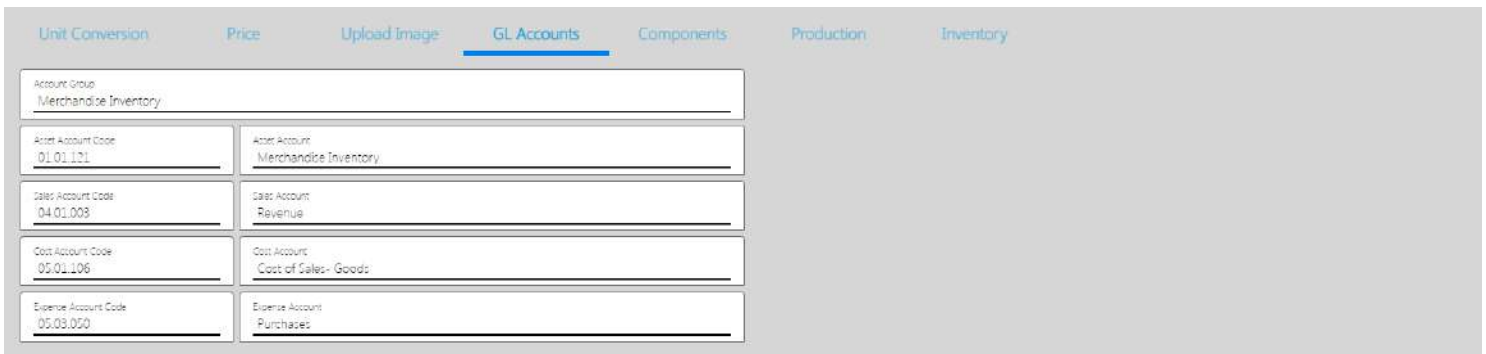 Unit Conversion Price Upload Image GL Accounts Components Production Inventory
Account Group
Merchandise Inventory
Asset Account Code Asset Account
01.01.121 Merchandise Inventory
Sales Account Code Sales Account
04.01.003 Revenue
Cost Account Code Cost Account
05.01.106 Cost of Sales- Goods
Expense Account Code Expense Account
05.03.050 Purchases